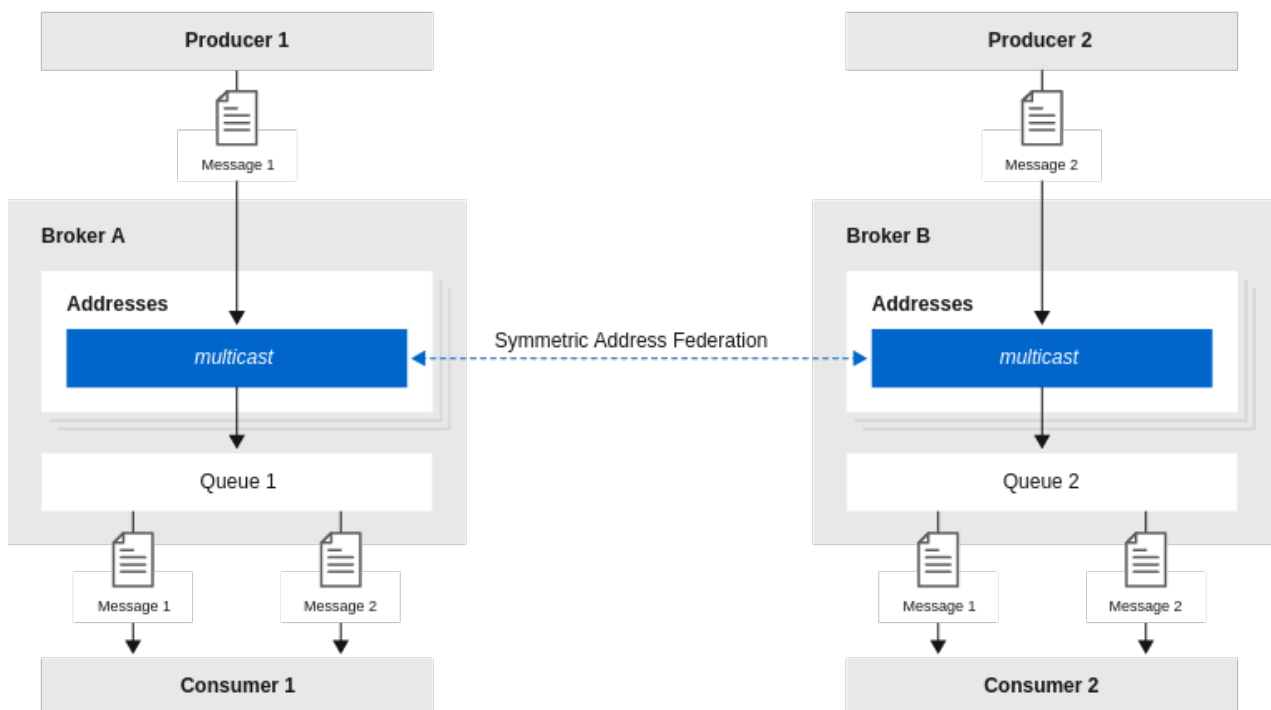 Producer 1
Producer 2
Message 1
Message 2
Broker A
Broker B
Addresses
Addresses
multicast
Symmetric Address Federation
multicast
Queue 1
Queue 2
Message 1
Message 2
Message 1
Message 2
Consumer 1
Consumer 2